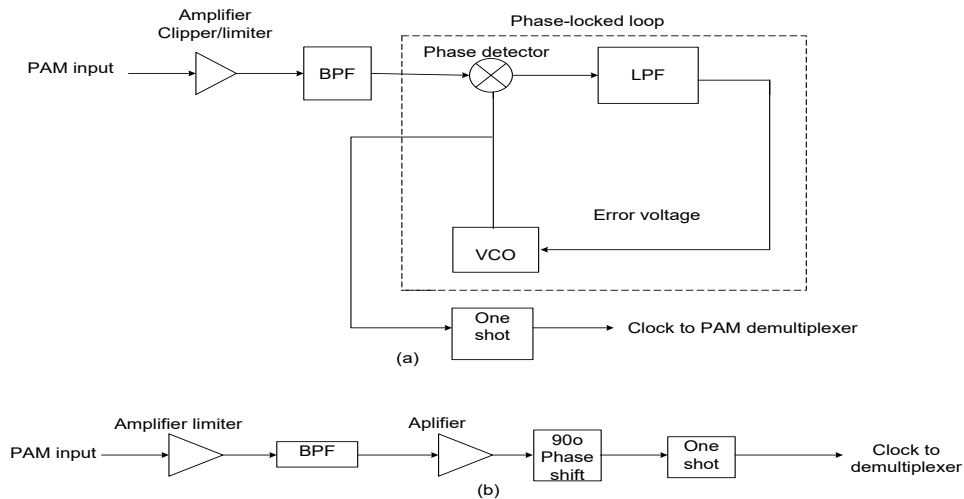 Amplifier
Clipper/limiter
Phase-locked loop
Phase detector
PAM input
BPF
LPF
Error voltage
VCO
One
shot
Clock to PAM demultiplexer
(a)
Amplifier limiter
Aplifier
PAM input
BPF
90o
Phase
shift
One
shot
Clock to
demultiplexer
(b)